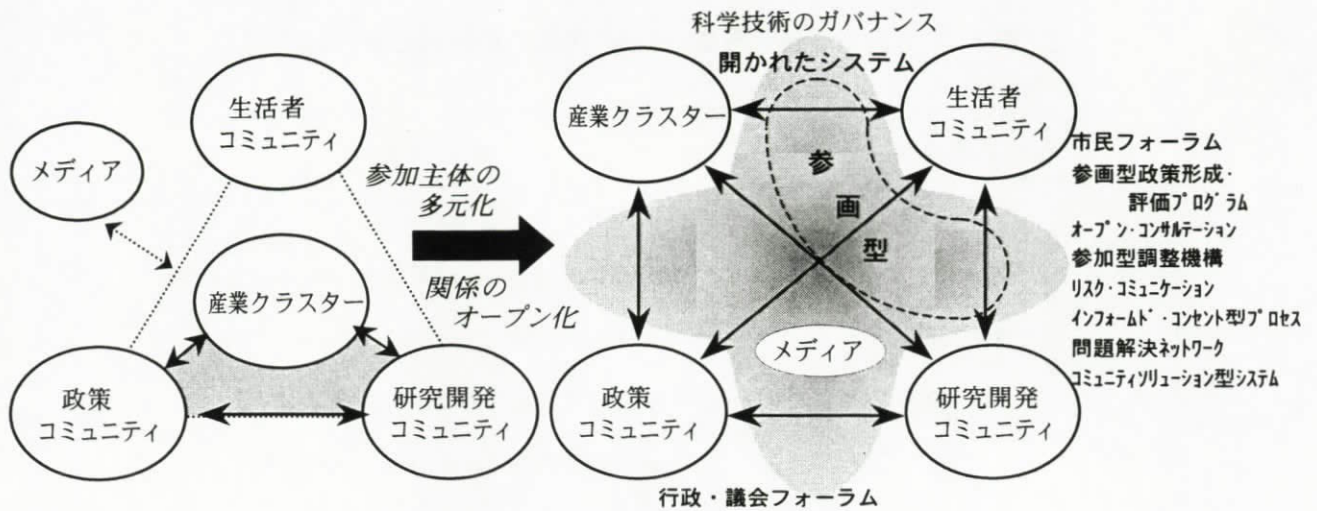 生活者
コミュニティ
メディア
産業クラスター
政策
コミュニティ
研究開発
コミュニティ
参加主体の
多元化
関係の
オープン化
科学技術のガバナンス
開かれたシステム
産業クラスター
生活者
コミュニティ
参
画
型
メディア
政策
コミュニティ
研究開発
コミュニティ
行政・議会フォーラム
市民フォーラム
参画型政策形成・
評価プログラム
オープン・コンサルテーション
参加型調整機構
リスク・コミュニケーション
インフォームド・コンセント型プロセス
問題解決ネットワーク
コミュニティソリューション型システム